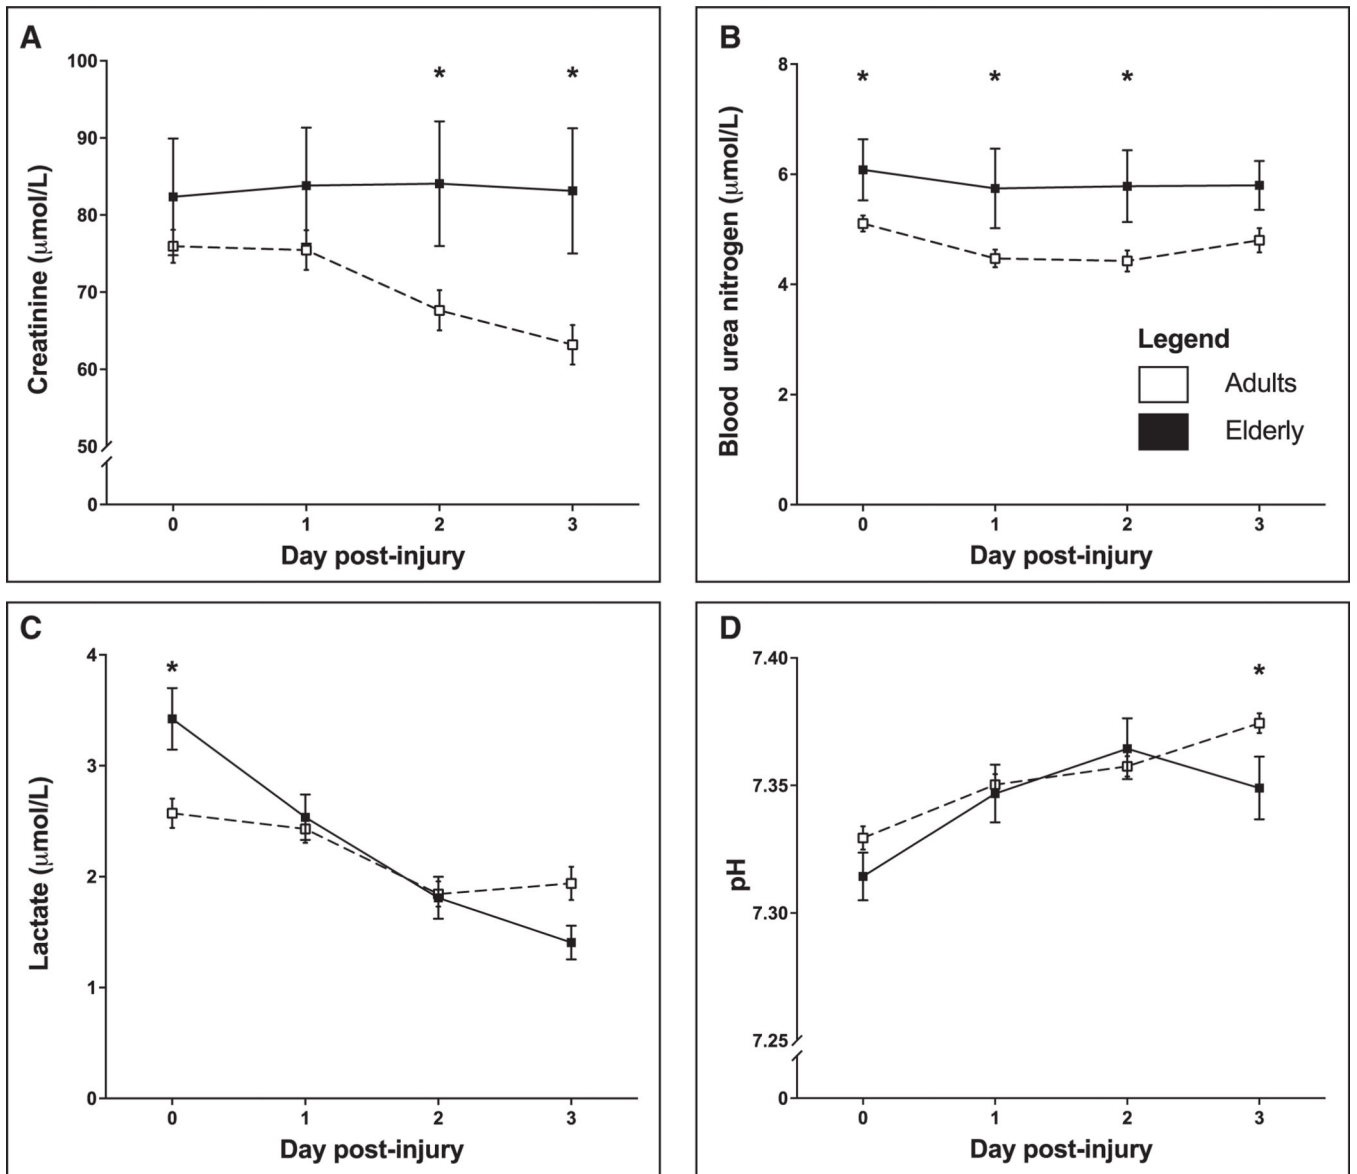 A
Creatinine (μmol/L)
100
90
80
70
60
50
0
* *
0 1 2 3
Day post-injury
B
Blood urea nitrogen (μmol/L)
8
6
4
2
0
* * *
Legend
Adults
Elderly
0 1 2 3
Day post-injury
C
Lactate (μmol/L)
4
3
2
1
0
*
0 1 2 3
Day post-injury
D
pH
7.40
7.35
7.30
7.25
0
*
0 1 2 3
Day post-injury